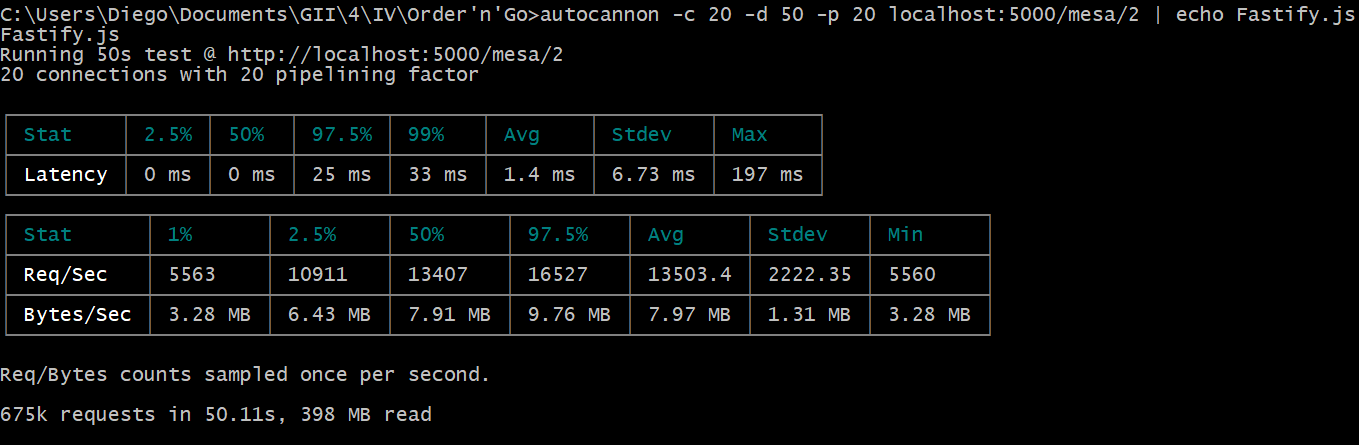 C:\Users\Diego\Documents\GII\4\IV\Order'n'Go>autocannon -c 20 -d 50 -p 20 localhost:5000/mesa/2 | echo Fastify.js
Fastify.js
Running 50s test @ http://localhost:5000/mesa/2
20 connections with 20 pipelining factor
Stat 2.5% 50% 97.5% 99% Avg Stdev Max
Latency 0 ms 0 ms 25 ms 33 ms 1.4 ms 6.73 ms 197 ms
Stat 1% 2.5% 50% 97.5% Avg Stdev Min
Req/Sec 5563 10911 13407 16527 13503.4 2222.35 5560
Bytes/Sec 3.28 MB 6.43 MB 7.91 MB 9.76 MB 7.97 MB 1.31 MB 3.28 MB
Req/Bytes counts sampled once per second.
675k requests in 50.11s, 398 MB read